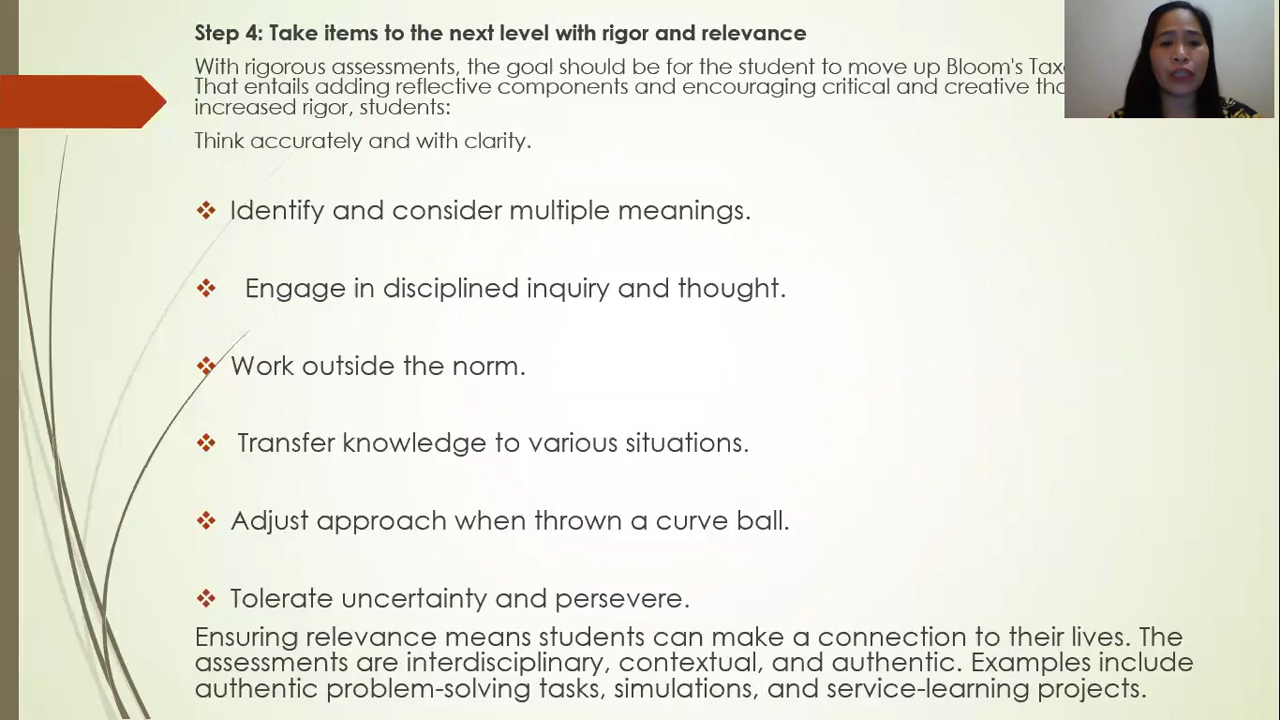 Step 4: Take items to the next level with rigor and relevance
With rigorous assessments, the goal should be for the student to move up Bloom's
That entails adding reflective components and encouraging critical and creative
increased rigor, students:
Think accurately and with clarity.
Identify and consider multiple meanings.
Engage in disciplined inquiry and thought.
Work outside the norm.
Transfer knowledge to various situations.
Adjust approach when thrown a curve ball.
Tolerate uncertainty and persevere.
Ensuring relevance means students can make a connection to their lives. The
assessments are interdisciplinary, contextual, and authentic. Examples include
authentic problem-solving tasks, simulations, and service-learning projects.